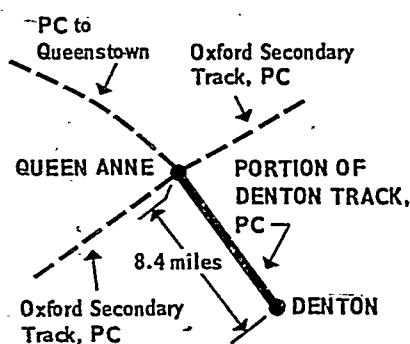 PC to
Queenstown
Oxford Secondary
Track, PC
QUEEN ANNE
PORTION OF
DENTON TRACK,
PC
8.4 miles
DENTON
Oxford Secondary
Track, PC